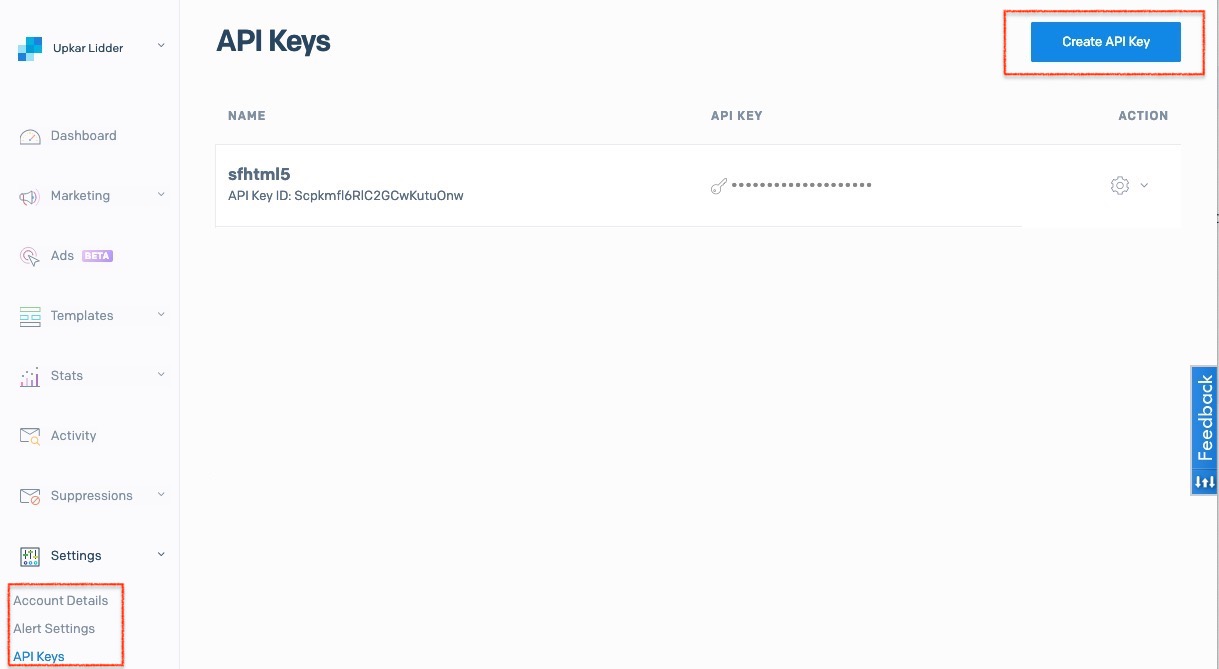 Upkar Lidder
Dashboard
Marketing
Ads BETA
Templates
Stats
Activity
Suppressions
Settings
Account Details
Alert Settings
API Keys
API Keys
Create API Key
NAME API KEY ACTION
sfhtml5
API Key ID: Scpkmfl6RlC2GCwKutuOnw
Feedback